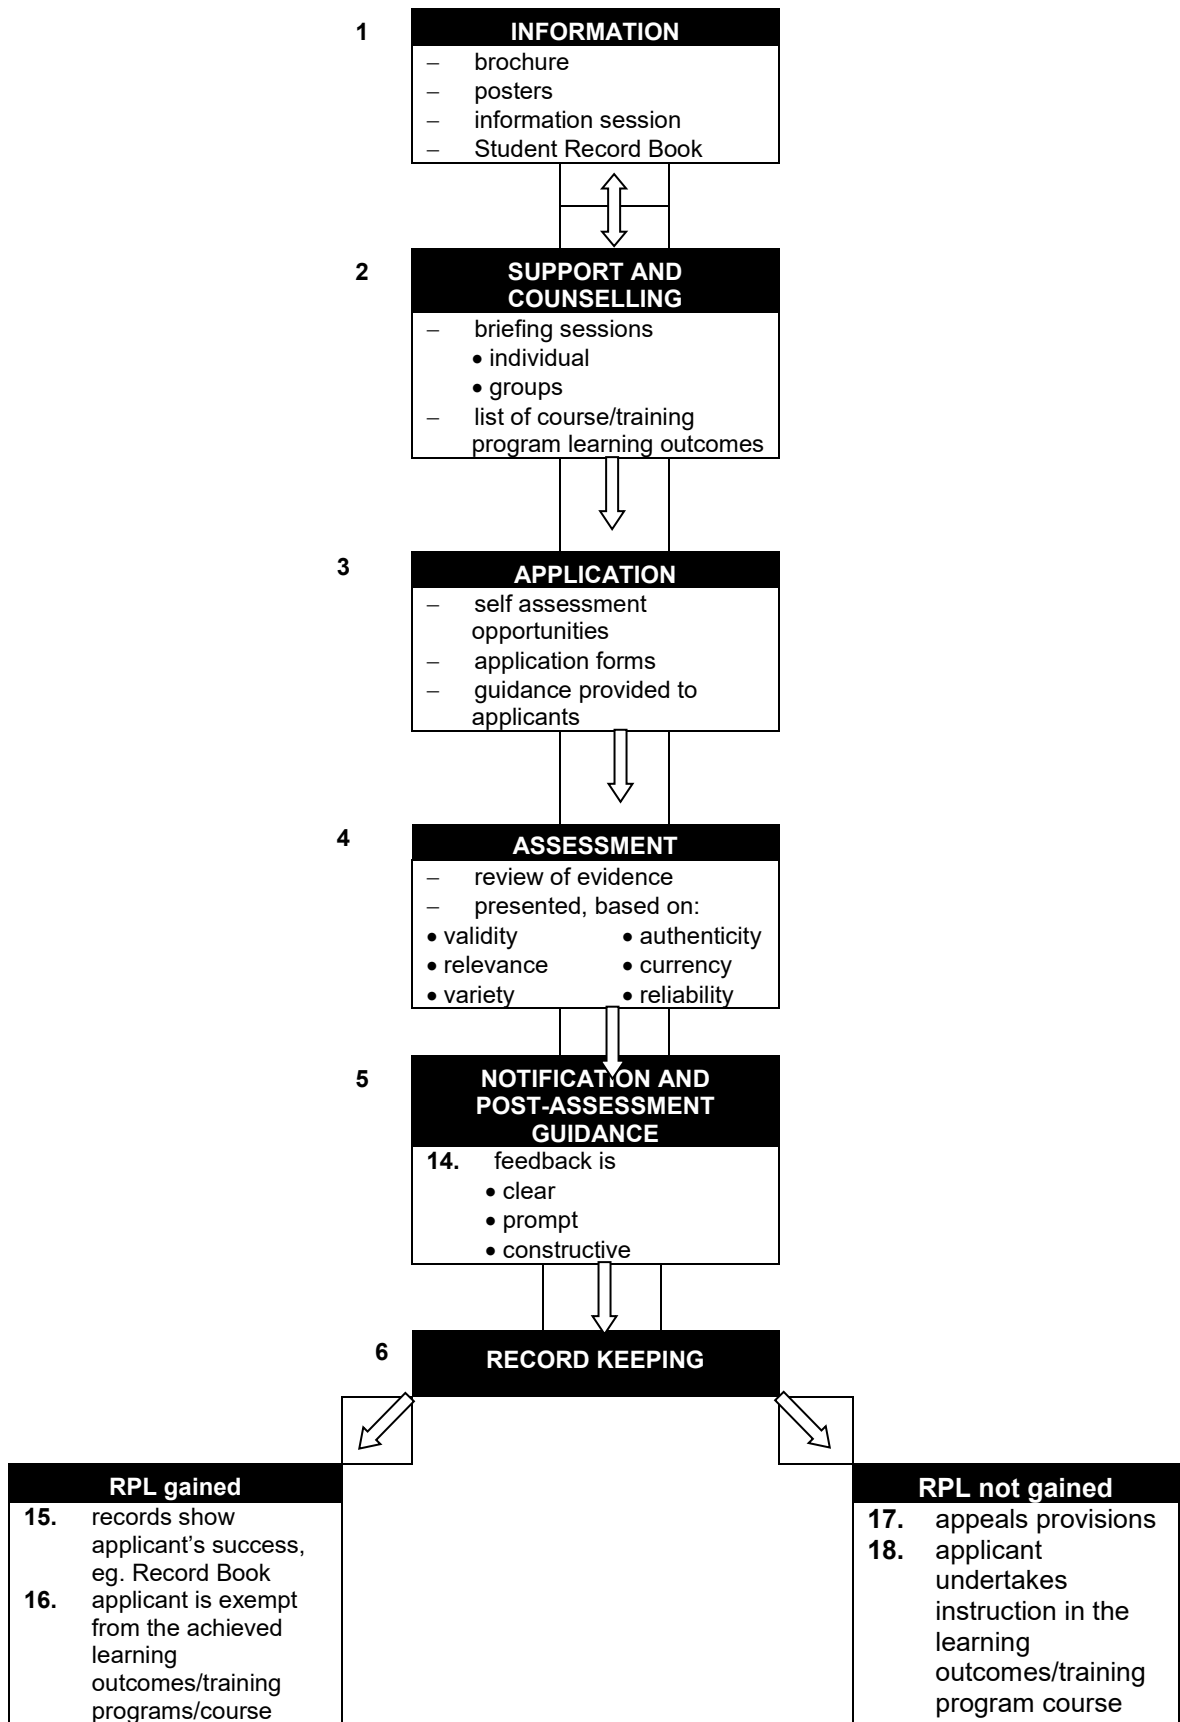 1
INFORMATION
– brochure
– posters
– information session
– Student Record Book
2
SUPPORT AND
COUNSELLING
– briefing sessions
• individual
• groups
– list of course/training
program learning outcomes
3
APPLICATION
– self assessment
opportunities
– application forms
– guidance provided to
applicants
4
ASSESSMENT
– review of evidence
– presented, based on:
• validity • authenticity
• relevance • currency
• variety • reliability
5
NOTIFICATION AND
POST-ASSESSMENT
GUIDANCE
14. feedback is
• clear
• prompt
• constructive
6
RECORD KEEPING
RPL gained
15. records show
applicant’s success,
eg. Record Book
16. applicant is exempt
from the achieved
learning
outcomes/training
programs/course
RPL not gained
17. appeals provisions
18. applicant
undertakes
instruction in the
learning
outcomes/training
program course